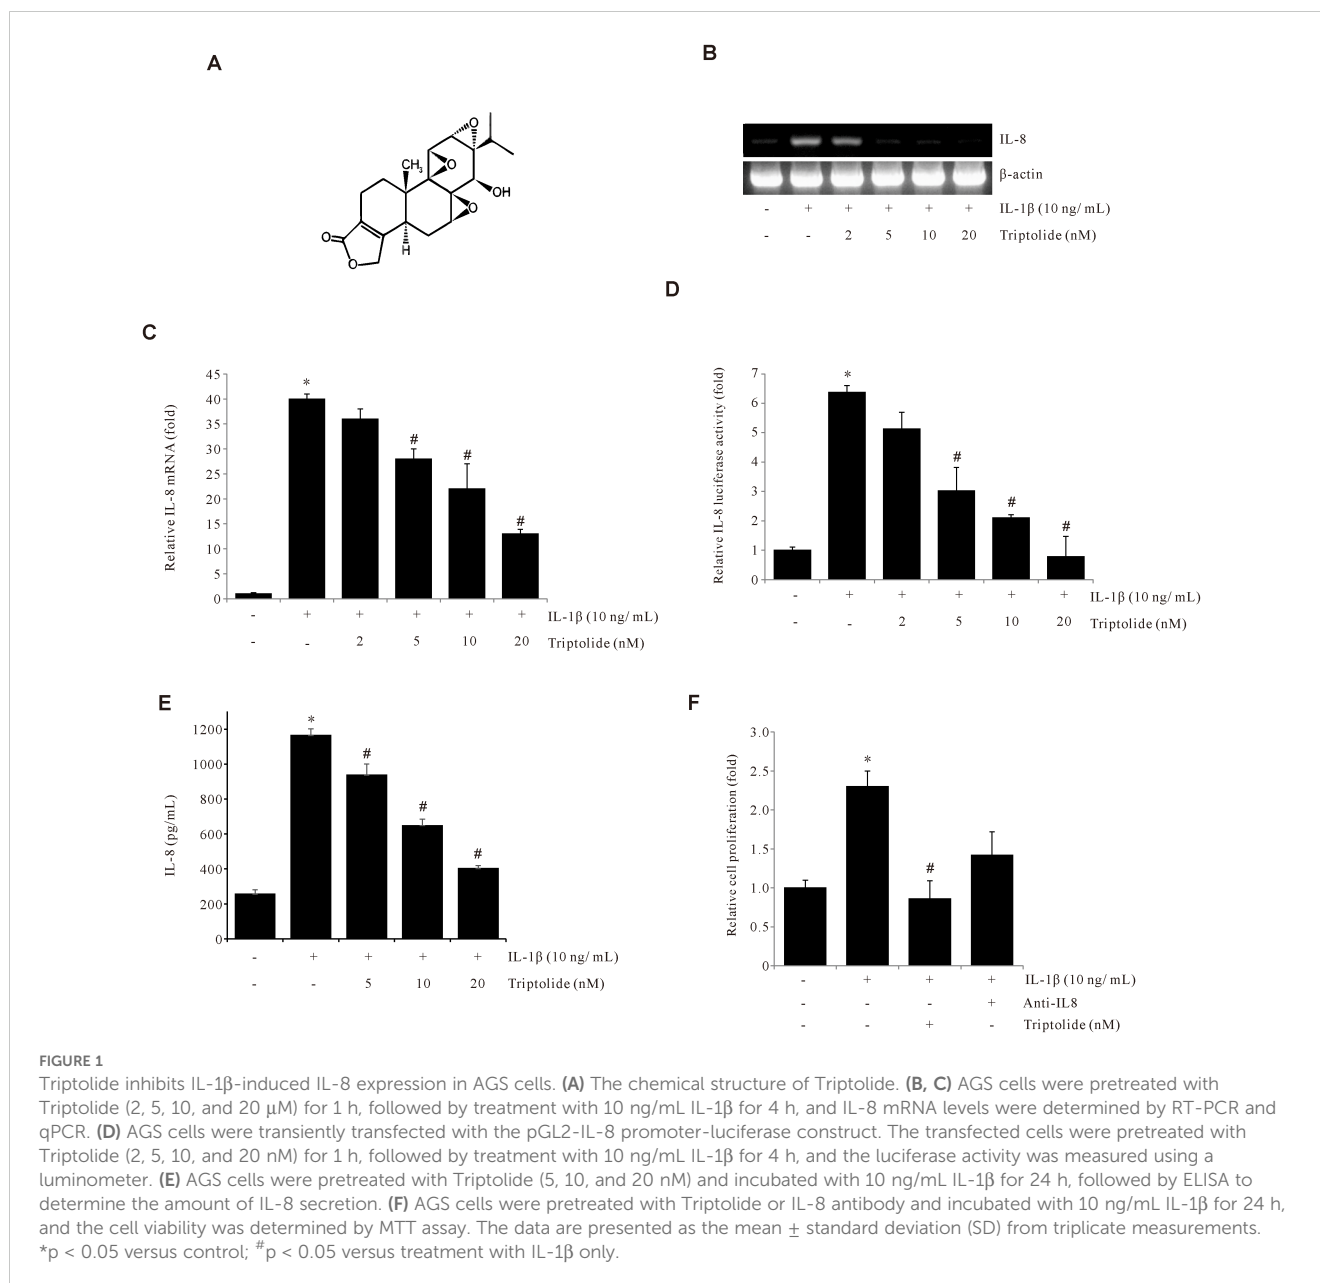 A
O
CH3
O
OH
O
O
O
H
B
IL-8
β-actin
- + + + + + IL-1β (10 ng/ mL)
- - 2 5 10 20 Triptolide (nM)
C
Relative IL-8 mRNA (fold)
45
40
35
30
25
20
15
10
5
0
*
#
#
#
- + + + + + IL-1β (10 ng/ mL)
- - 2 5 10 20 Triptolide (nM)
D
Relative IL-8 luciferase activity (fold)
7
6
5
4
3
2
1
0
*
#
#
#
- + + + + + IL-1β (10 ng/ mL)
- - 2 5 10 20 Triptolide (nM)
E
IL-8 (pg/mL)
1200
1000
800
600
400
200
0
*
#
#
#
- + + + + IL-1β (10 ng/ mL)
- - 5 10 20 Triptolide (nM)
F
Relative cell proliferation (fold)
3.0
2.5
2.0
1.5
1.0
0.5
0
*
#
- + + + IL-1β (10 ng/ mL)
- - - + Anti-IL8
- - + - Triptolide (nM)
FIGURE 1
Triptolide inhibits IL-1β-induced IL-8 expression in AGS cells. (A) The chemical structure of Triptolide. (B, C) AGS cells were pretreated with
Triptolide (2, 5, 10, and 20 μM) for 1 h, followed by treatment with 10 ng/mL IL-1β for 4 h, and IL-8 mRNA levels were determined by RT-PCR and
qPCR. (D) AGS cells were transiently transfected with the pGL2-IL-8 promoter-luciferase construct. The transfected cells were pretreated with
Triptolide (2, 5, 10, and 20 nM) for 1 h, followed by treatment with 10 ng/mL IL-1β for 4 h, and the luciferase activity was measured using a
luminometer. (E) AGS cells were pretreated with Triptolide (5, 10, and 20 nM) and incubated with 10 ng/mL IL-1β for 24 h, followed by ELISA to
determine the amount of IL-8 secretion. (F) AGS cells were pretreated with Triptolide or IL-8 antibody and incubated with 10 ng/mL IL-1β for 24 h,
and the cell viability was determined by MTT assay. The data are presented as the mean ± standard deviation (SD) from triplicate measurements.
*p < 0.05 versus control; #p < 0.05 versus treatment with IL-1β only.